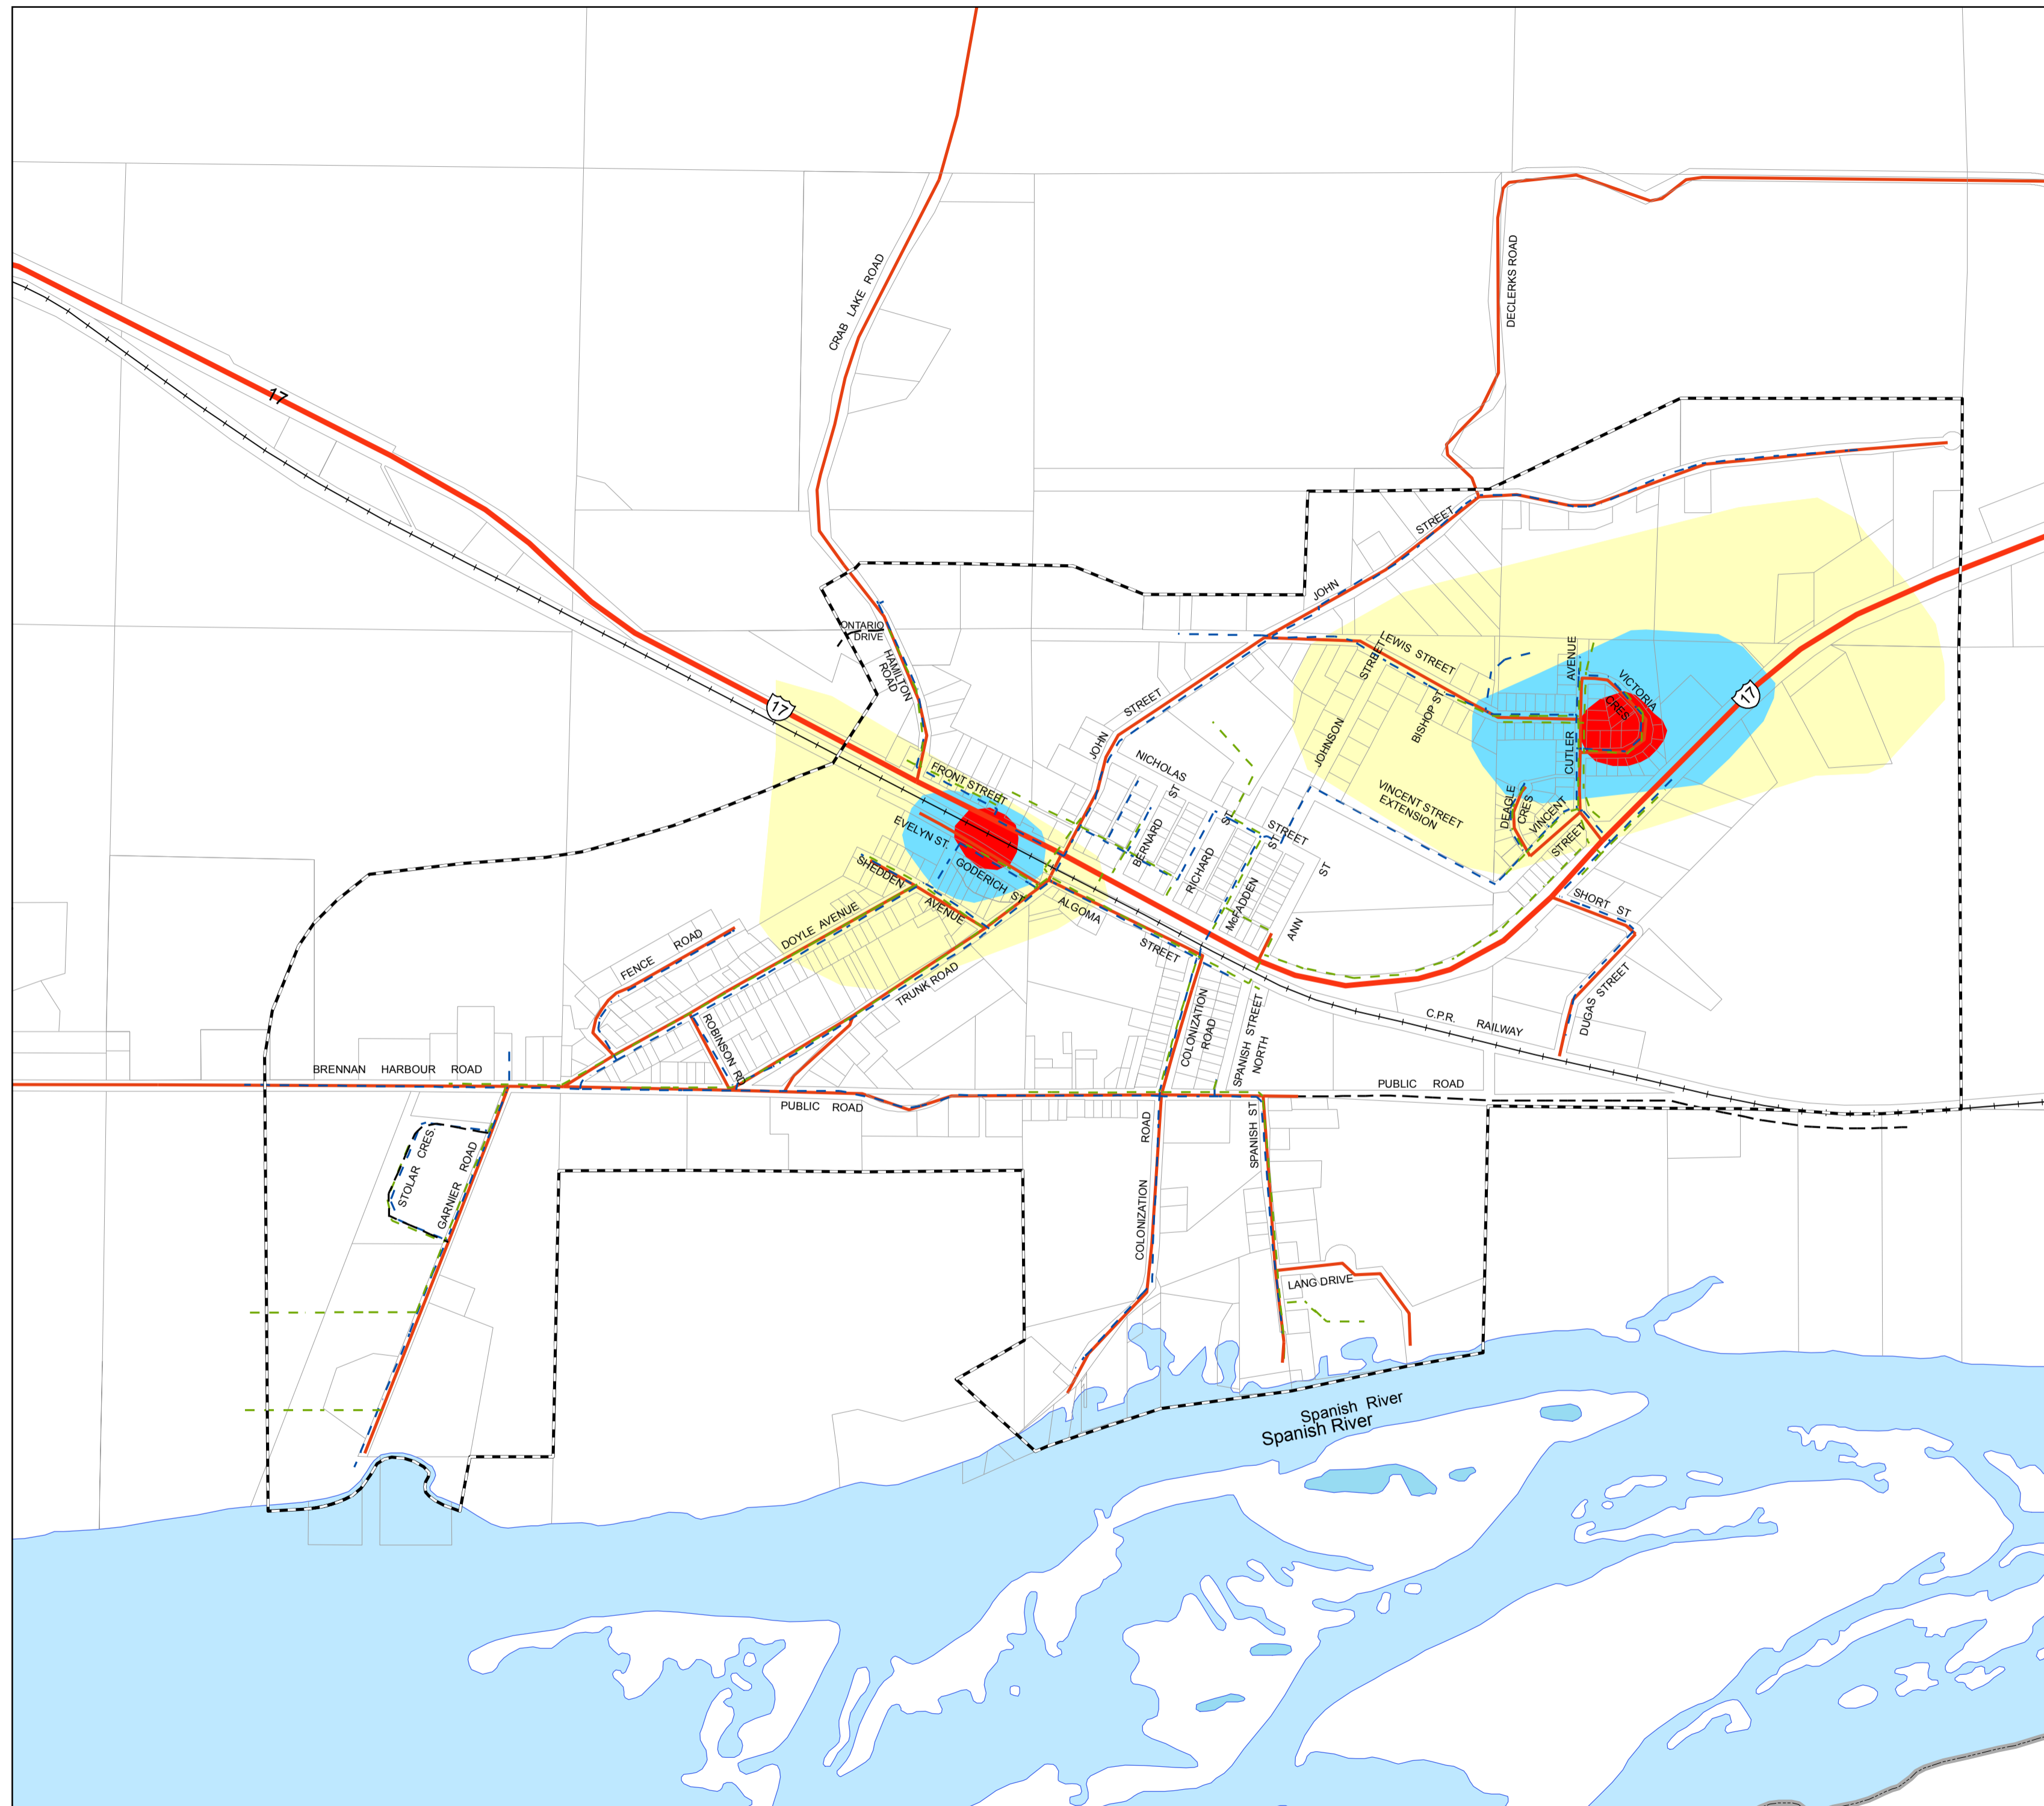 DECLERKS ROAD
CRAB LAKE ROAD
17
STREET
JOHN
ONTARIO
DRIVE
HAMILTON
ROAD
LEWIS STREET
STREET
AVENUE
VICTORIA
CRES
17
17
BISHOP ST
JOHNSON
STREET
JOHN
NICHOLAS
CUTLER
FRONT STREET
ST
VINCENT STREET
EXTENSION
DEAGLE
CRES
VINCENT
STREET
EVELYN ST.
GODERICH ST
SHEDDEN
AVENUE
BERNARD
ST
STREET
ST
RICHARD
ST
McFADDEN
ANN
ALGOMA
STREET
SHORT ST
DOYLE AVENUE
FENCE ROAD
TRUNK ROAD
DUGAS STREET
ROBINSON RD
COLONIZATION
ROAD
SPANISH STREET
NORTH
C.P.R. RAILWAY
BRENNAN HARBOUR ROAD
PUBLIC ROAD
PUBLIC ROAD
STOLAR CRES.
GARNIER ROAD
COLONIZATION ROAD
SPANISH ST
LANG DRIVE
Spanish River
Spanish River